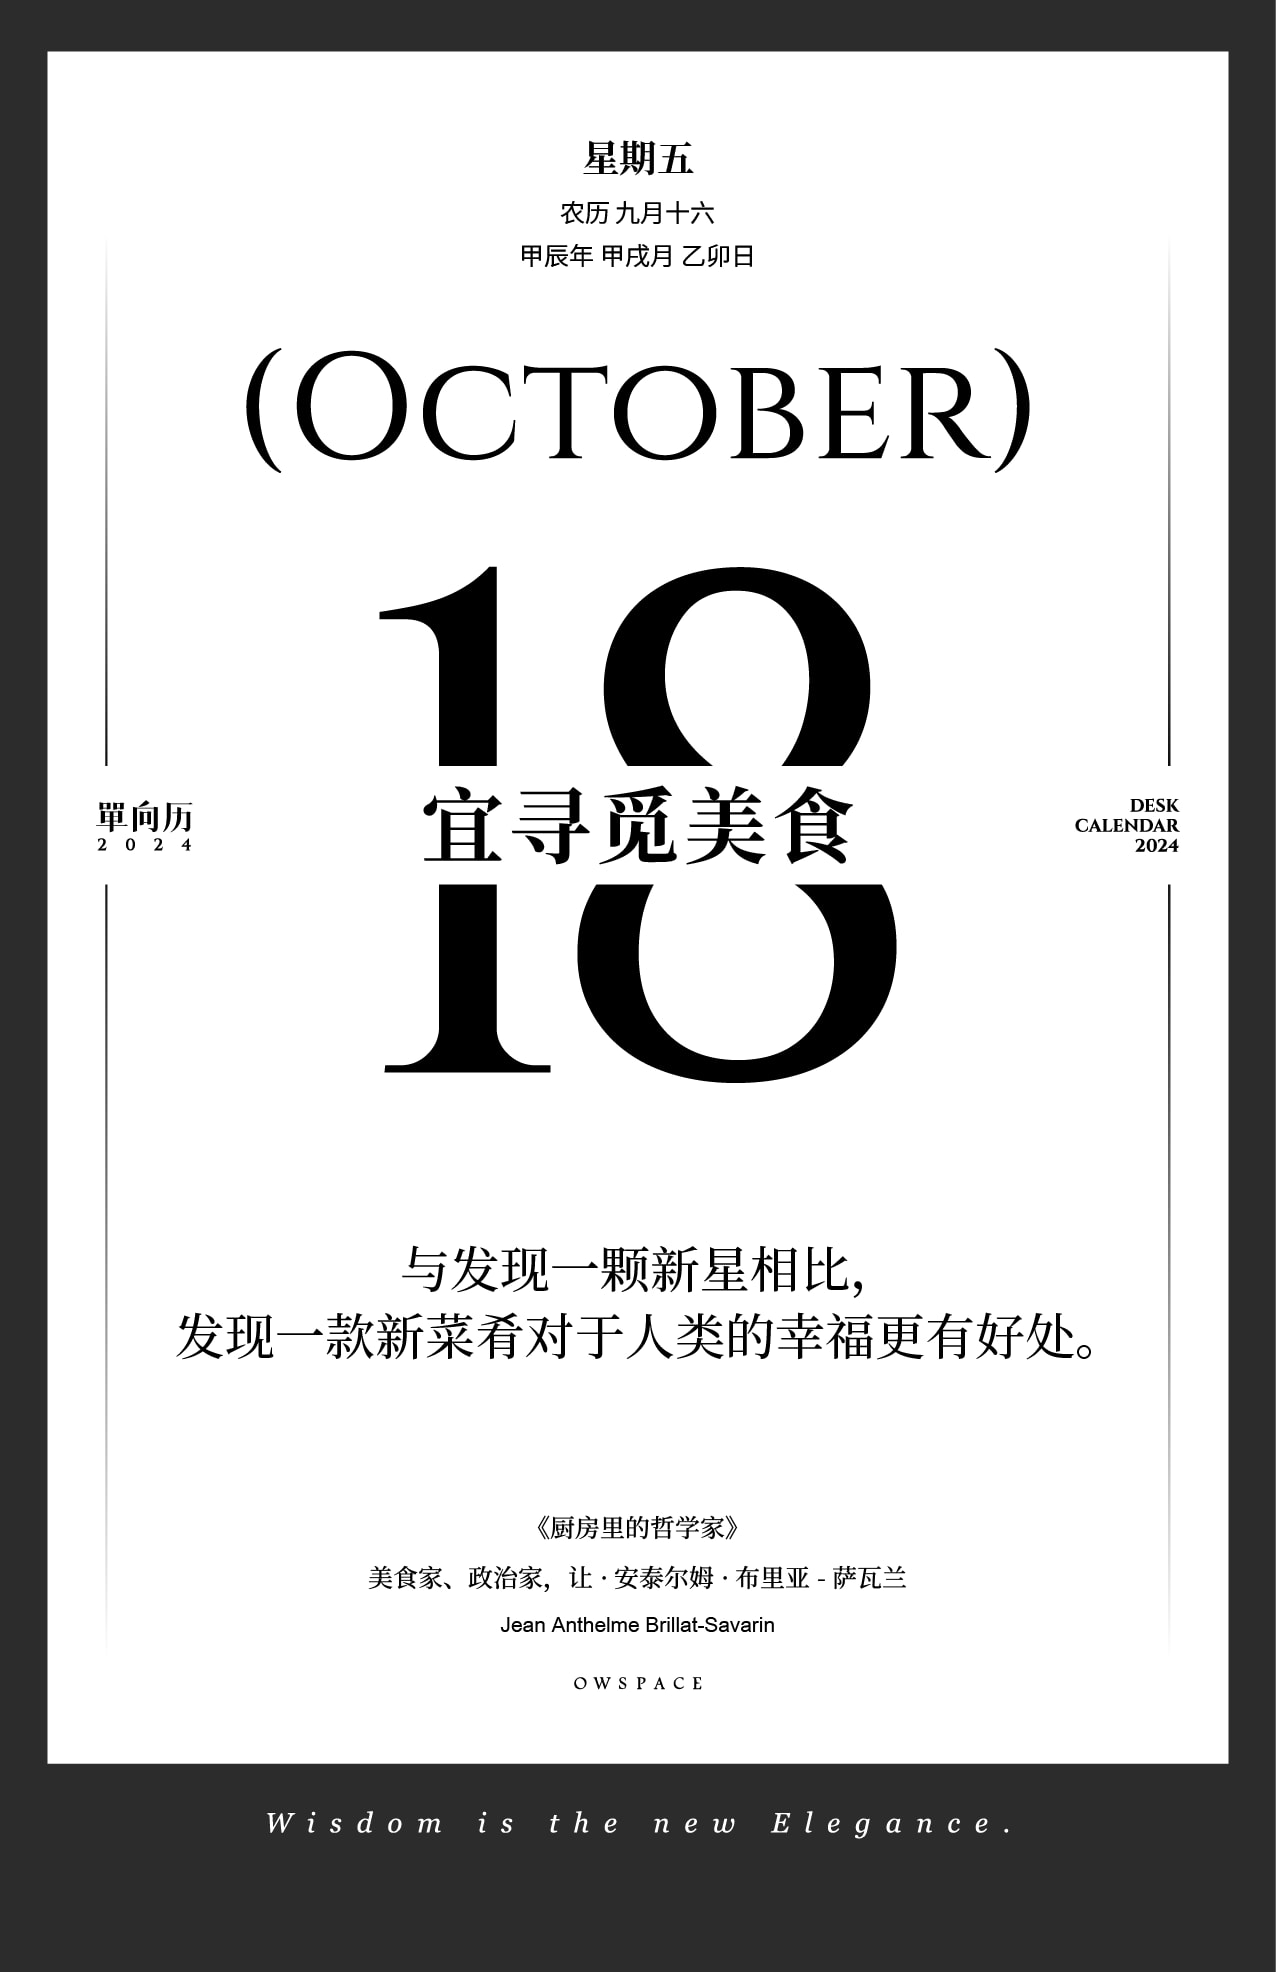 星期五
农历 九月十六
甲辰年 甲戌月 乙卯日
(OCTOBER)
18
單向历
2024
宜寻觅美食
DESK
CALENDAR
2024
与发现一颗新星相比，
发现一款新菜肴对于人类的幸福更有好处。
《厨房里的哲学家》
美食家、政治家，让 · 安泰尔姆 · 布里亚 - 萨瓦兰
Jean Anthelme Brillat-Savarin
OWSPACE
Wisdom is the new Elegance.